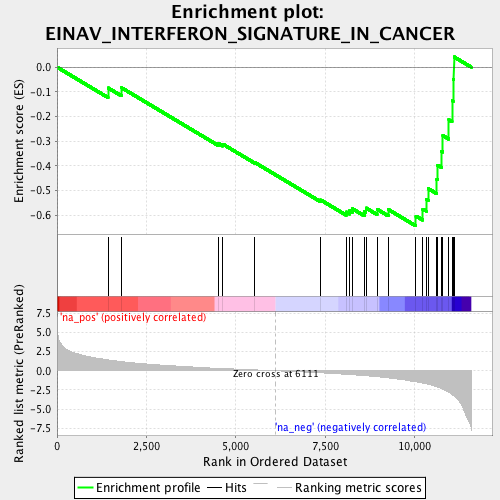 Enrichment plot:
EINAV_INTERFERON_SIGNATURE_IN_CANCER
Enrichment score (ES)
0.0
-0.1
-0.2
-0.3
-0.4
-0.5
-0.6
Ranked list metric (PreRanked)
7.5
5.0
2.5
0.0
-2.5
-5.0
-7.5
'na_pos' (positively correlated)
Zero cross at 6111
'na_neg' (negatively correlated)
0
2,500
5,000
7,500
10,000
Rank in Ordered Dataset
Enrichment profile
Hits
Ranking metric scores